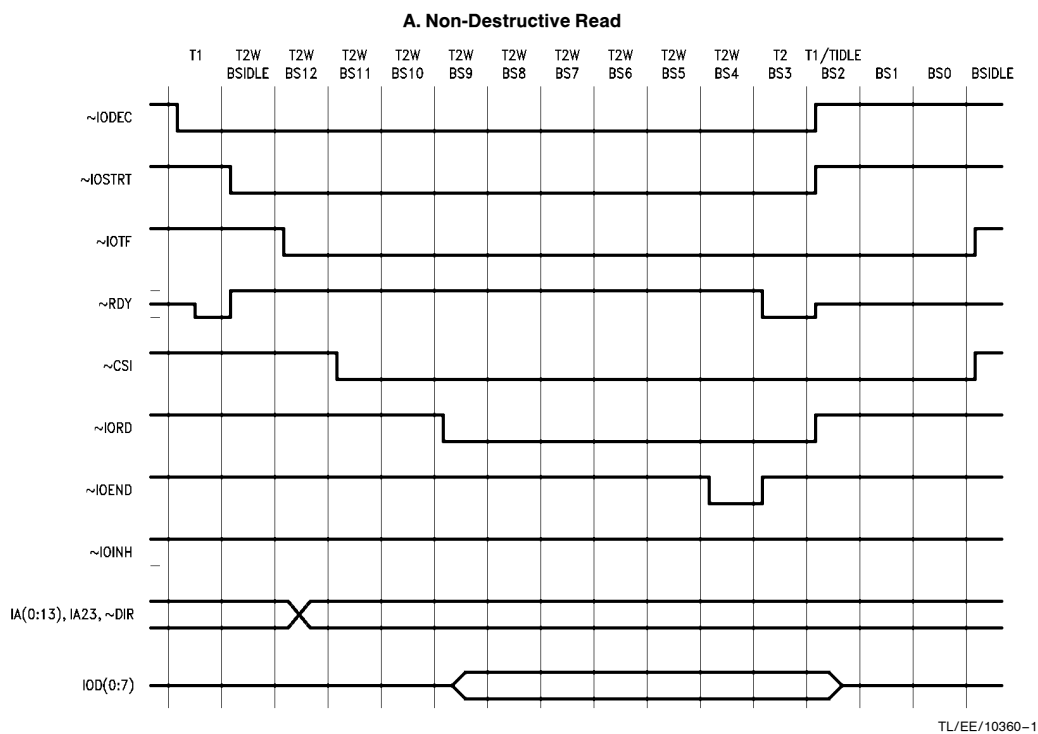 A. Non-Destructive Read
T1 T2W T2W T2W T2W T2W T2W T2W T2W T2W T2W T2 T1/TIDLE
BSIDLE BS12 BS11 BS10 BS9 BS8 BS7 BS6 BS5 BS4 BS3 BS2 BS1 BS0 BSIDLE
~IODEC
~IOSTRT
~IOTF
~RDY
~CSI
~IORD
~IOEND
~IOINH
IA(0:13), IA23, ~DIR
IOD(0:7)
TL/EE/10360–1